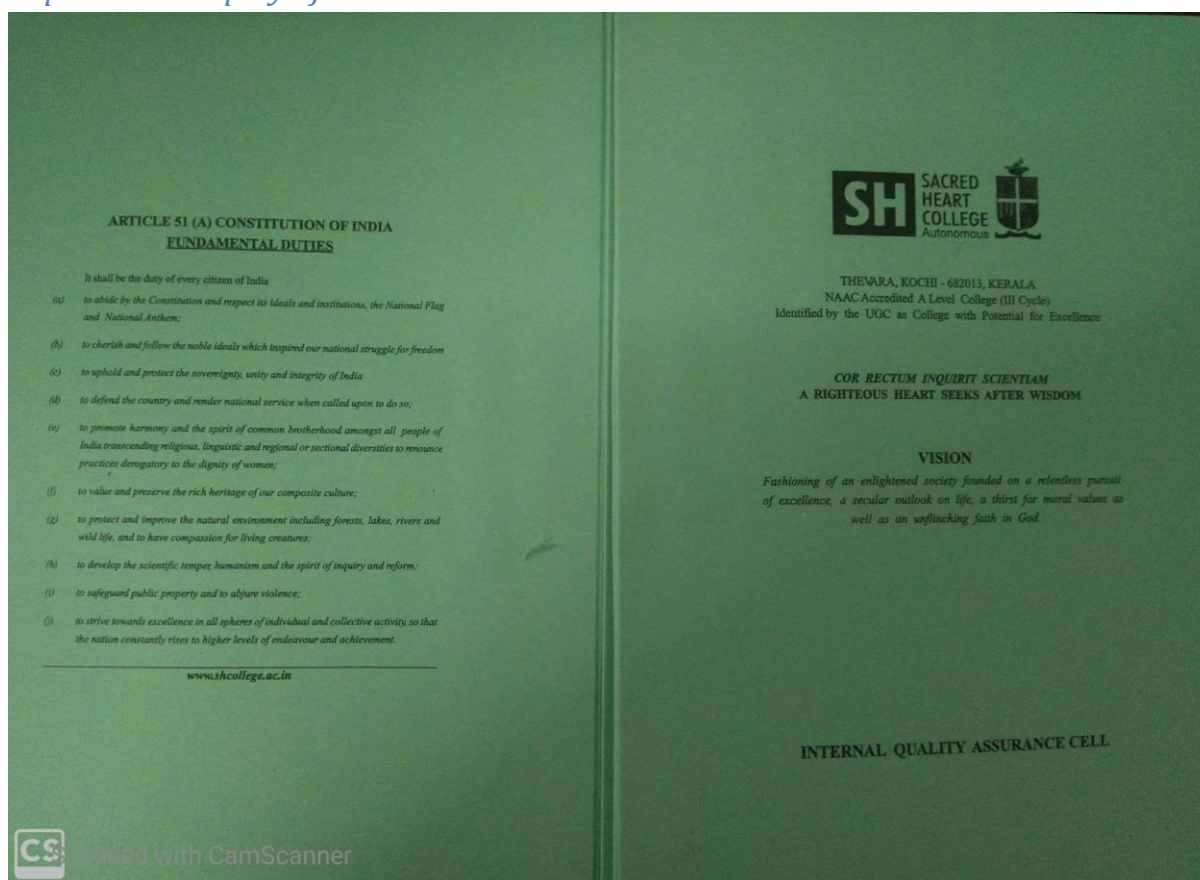 ARTICLE 51 (A) CONSTITUTION OF INDIA
FUNDAMENTAL DUTIES
It shall be the duty of every citizen of India
(a) to abide by the Constitution and respect its ideals and institutions, the National Flag
and National Anthem;
(b) to cherish and follow the noble ideals which inspired our national struggle for freedom
(c) to uphold and protect the sovereignty, unity and integrity of India
(d) to defend the country and render national service when called upon to do so;
(e) to promote harmony and the spirit of common brotherhood amongst all people of
India transcending religious, linguistic and regional or sectional diversities to renounce
practices derogatory to the dignity of women;
(f) to value and preserve the rich heritage of our composite culture;
(g) to protect and improve the natural environment including forests, lakes, rivers and
wild life, and to have compassion for living creatures;
(h) to develop the scientific temper, humanism and the spirit of inquiry and reform;
(i) to safeguard public property and to abjure violence;
(j) to strive towards excellence in all spheres of individual and collective activity, so that
the nation constantly rises to higher levels of endeavour and achievement.
www.shcollege.ac.in
SH
SACRED
HEART
COLLEGE
Autonomous
THEVARA, KOCHI - 682013, KERALA
NAAC Accredited A Level College (III Cycle)
Identified by the UGC as College with Potential for Excellence
COR RECTUM INQUIRIT SCIENTIAM
A RIGHTEOUS HEART SEEKS AFTER WISDOM
VISION
Fashioning of an enlightened society founded on a relentless pursuit
of excellence, a secular outlook on life, a thirst for moral values as
well as an unflinching faith in God.
INTERNAL QUALITY ASSURANCE CELL
CS
Scanned with CamScanner